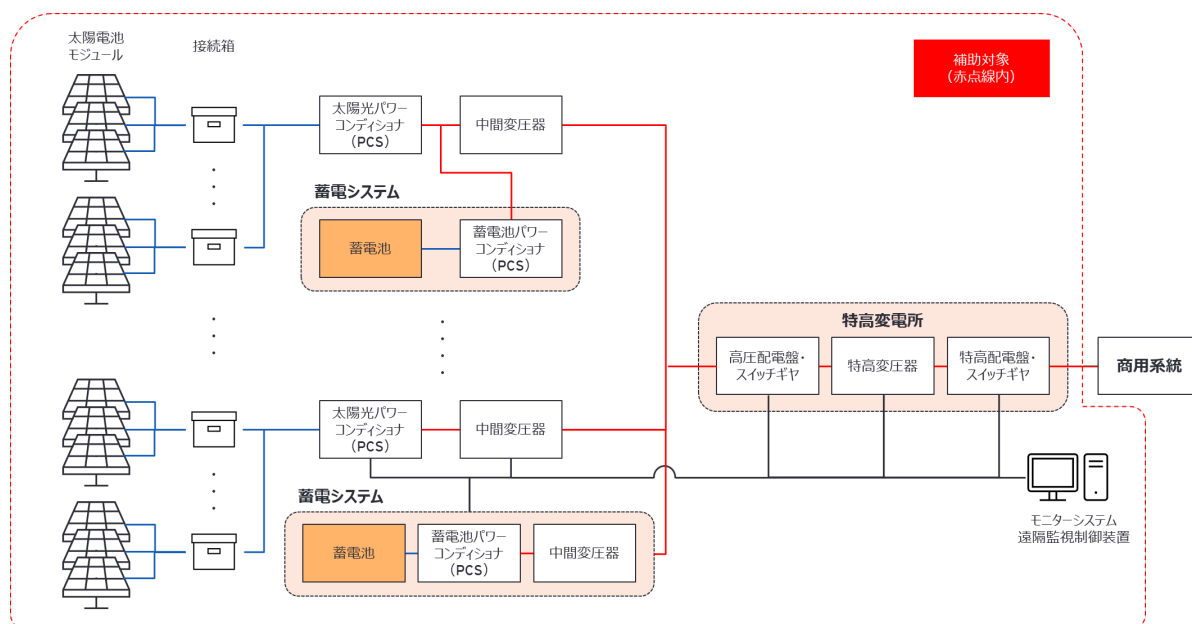 太陽電池
モジュール
接続箱
補助対象
(赤点線内)
太陽光パワー
コンディショナ
(PCS)
中間変圧器
蓄電システム
蓄電池
蓄電池パワー
コンディショナ
(PCS)
特高変電所
高圧配電盤・
スイッチギヤ
特高変圧器
特高配電盤・
スイッチギヤ
商用系統
太陽光パワー
コンディショナ
(PCS)
中間変圧器
蓄電システム
蓄電池
蓄電池パワー
コンディショナ
(PCS)
中間変圧器
モニターシステム
遠隔監視制御装置